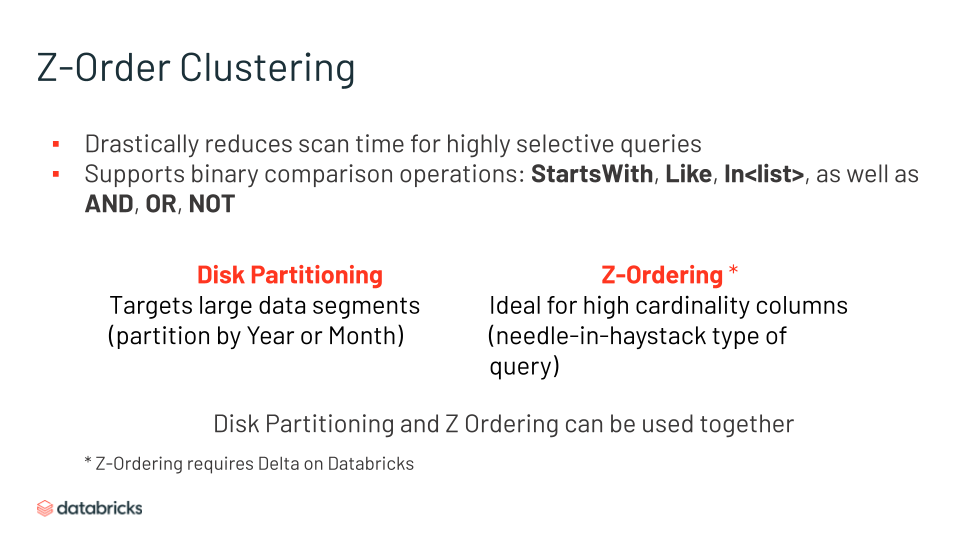 Z-Order Clustering
▪ Drastically reduces scan time for highly selective queries
▪ Supports binary comparison operations: StartsWith, Like, In<list>, as well as
AND, OR, NOT
Disk Partitioning
Targets large data segments
(partition by Year or Month)
Z-Ordering *
Ideal for high cardinality columns
(needle-in-haystack type of
query)
Disk Partitioning and Z Ordering can be used together
* Z-Ordering requires Delta on Databricks
databricks